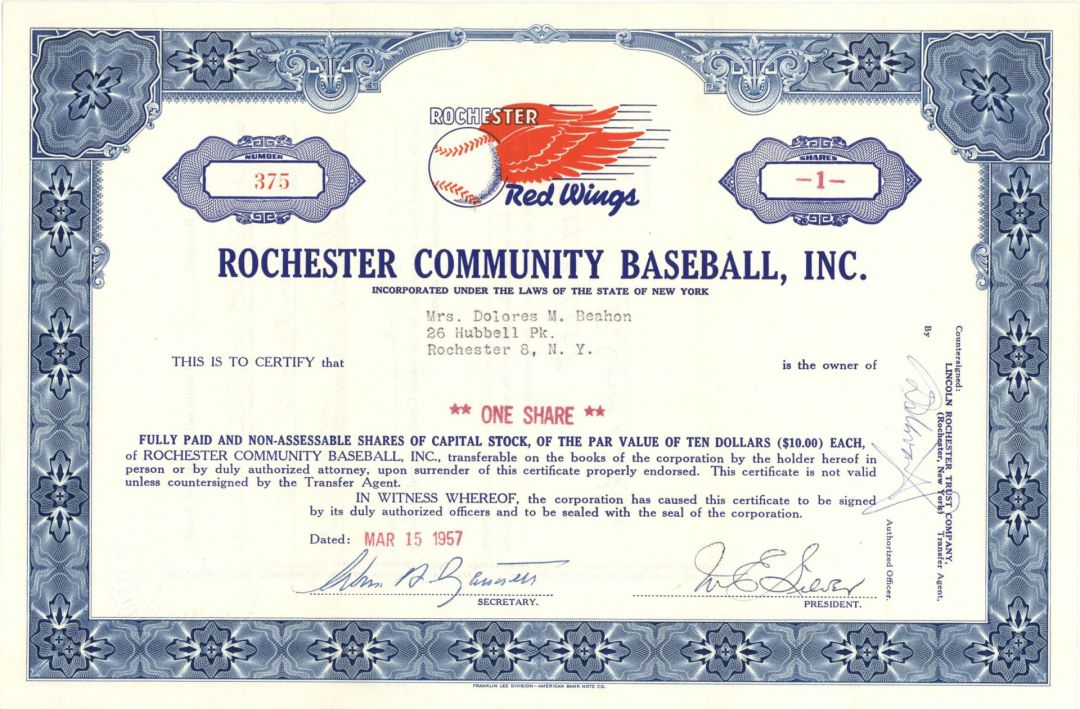 ROCHESTER
Red Wings
NUMBER
375
SHARES
-1-
ROCHESTER COMMUNITY BASEBALL, INC.
INCORPORATED UNDER THE LAWS OF THE STATE OF NEW YORK
Mrs. Dolores M. Beahon
26 Hubbell Pk.
Rochester 8, N. Y.
THIS IS TO CERTIFY that
is the owner of
** ONE SHARE **
FULLY PAID AND NON-ASSESSABLE SHARES OF CAPITAL STOCK, OF THE PAR VALUE OF TEN DOLLARS ($10.00) EACH,
of ROCHESTER COMMUNITY BASEBALL, INC., transferable on the books of the corporation by the holder hereof in
person or by duly authorized attorney, upon surrender of this certificate properly endorsed. This certificate is not valid
unless countersigned by the Transfer Agent.
IN WITNESS WHEREOF, the corporation has caused this certificate to be signed
by its duly authorized officers and to be sealed with the seal of the corporation.
Dated: MAR 15 1957
SECRETARY.
W E Silver
PRESIDENT.
Countersigned:
LINCOLN ROCHESTER TRUST COMPANY,
(Rochester, New York) Transfer Agent.
By
Authorized Officer.
FRANKLIN LEE DIVISION—AMERICAN BANK NOTE CO.